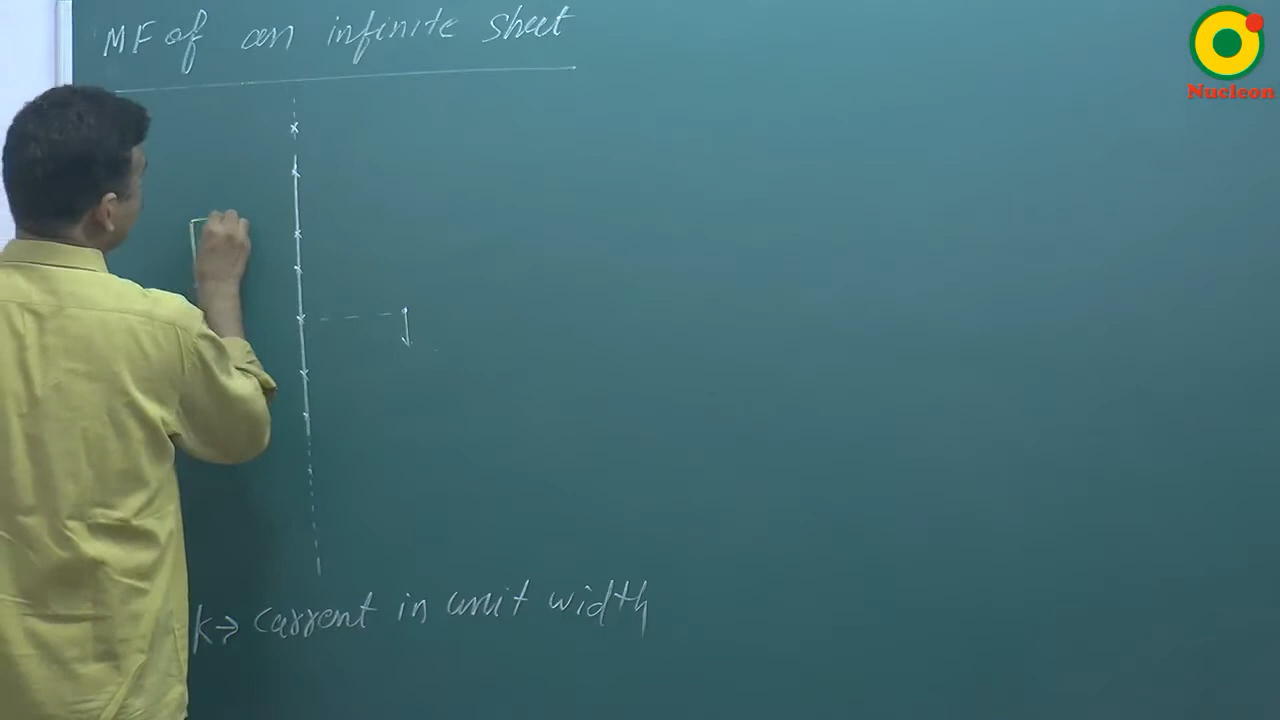 MF of an infinite sheet
Nucleon
K→ current in unit width